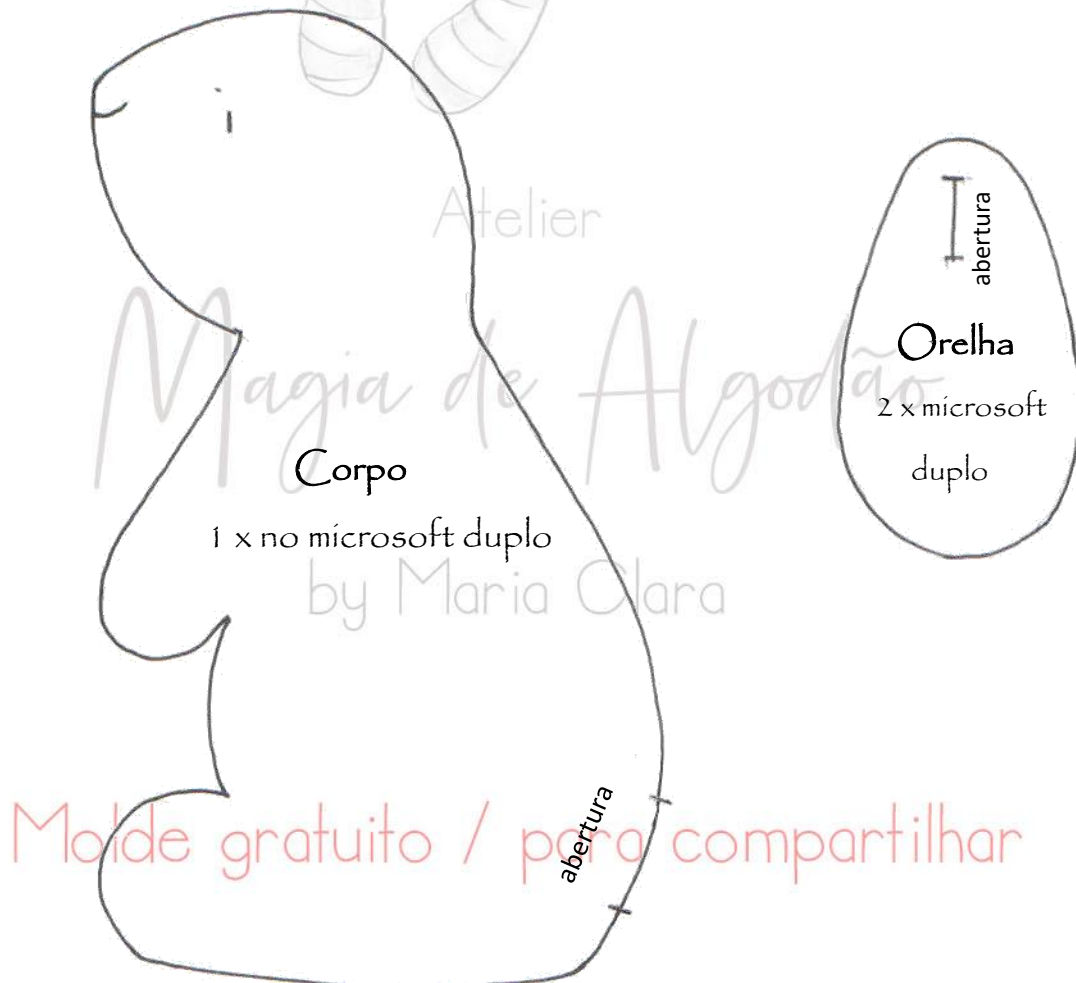 Atelier
abertura
Orelha
Magia de Algodão
2 x microsoft
duplo
Corpo
1 x no microsoft duplo
by Maria Clara
abertura
Molde gratuito / para compartilhar